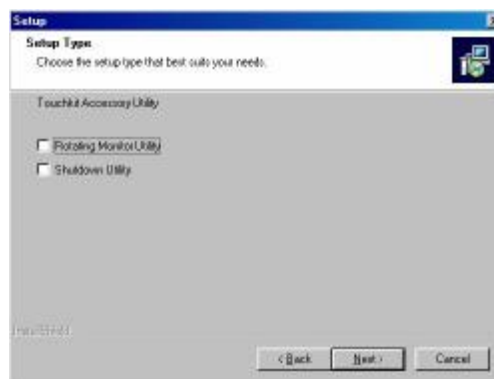 Setup
Setup Type
Choose the setup type that best suits your needs.
Touchkit Accessory Utility
Rotating Monitor Utility
Shutdown Utility
InstallShield
< Back
Next >
Cancel